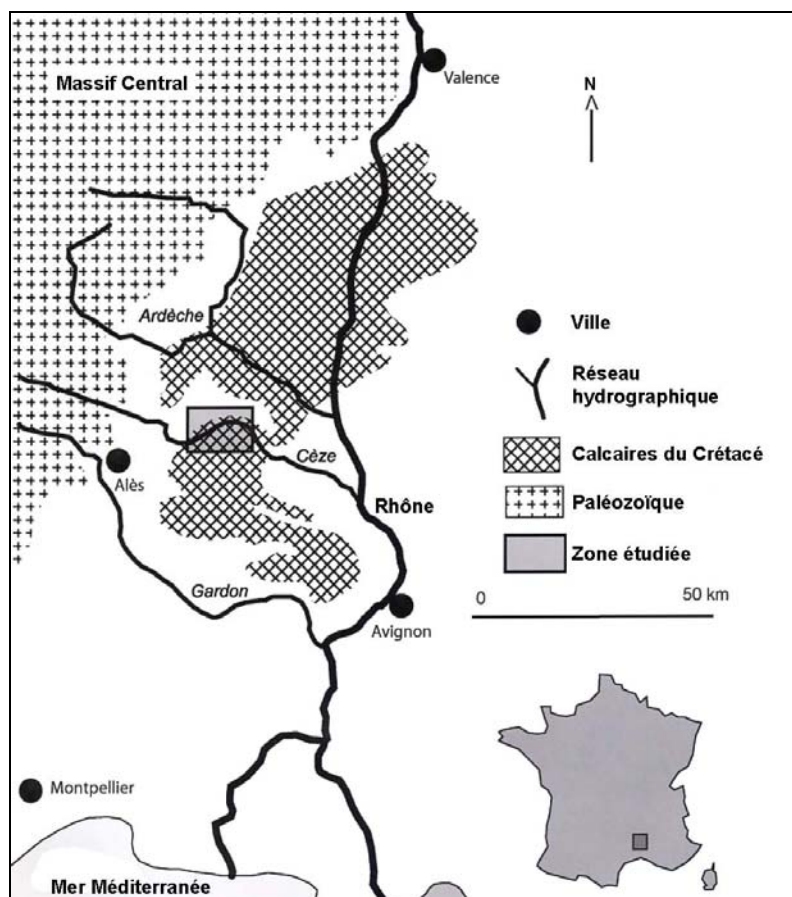 Massif Central
Valence
N
Ardèche
Ville
Réseau
hydrographique
Calcaires du Crétacé
Cèze
Alès
Rhône
Paléozoïque
Zone étudiée
Gardon
0
50 km
Avignon
Montpellier
Mer Méditerranée